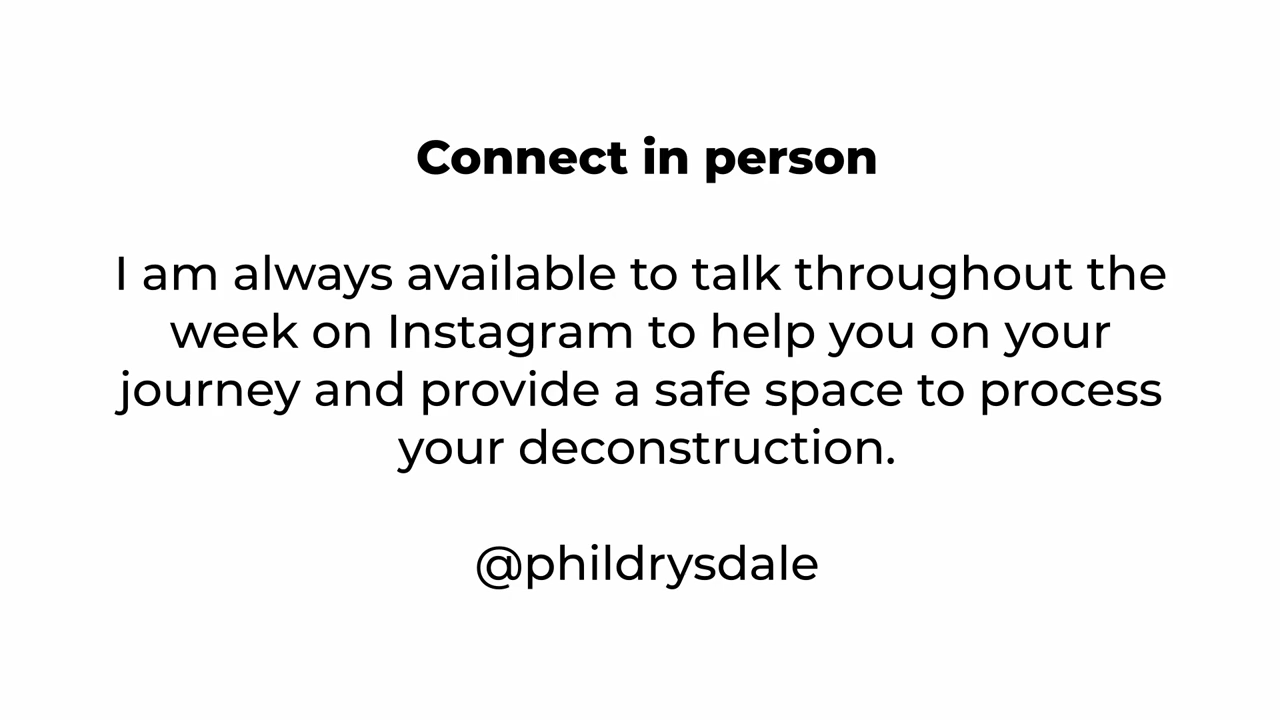 Connect in person
I am always available to talk throughout the
week on Instagram to help you on your
journey and provide a safe space to process
your deconstruction.
@phildrysdale